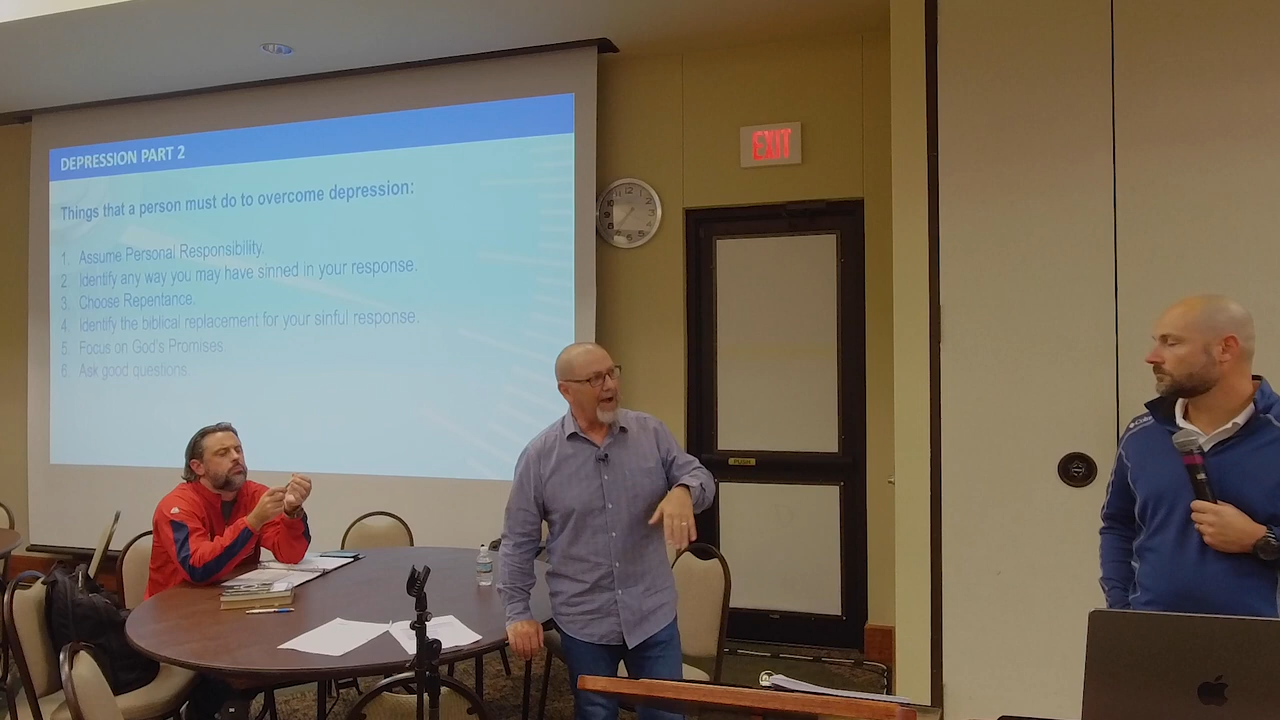 DEPRESSION PART 2
Things that a person must do to overcome depression:
1. Assume Personal Responsibility.
2. Identify any way you may have sinned in your response.
3. Choose Repentance.
4. Identify the biblical replacement for your sinful response.
5. Focus on God's Promises.
6. Ask good questions.
EXIT
PUSH